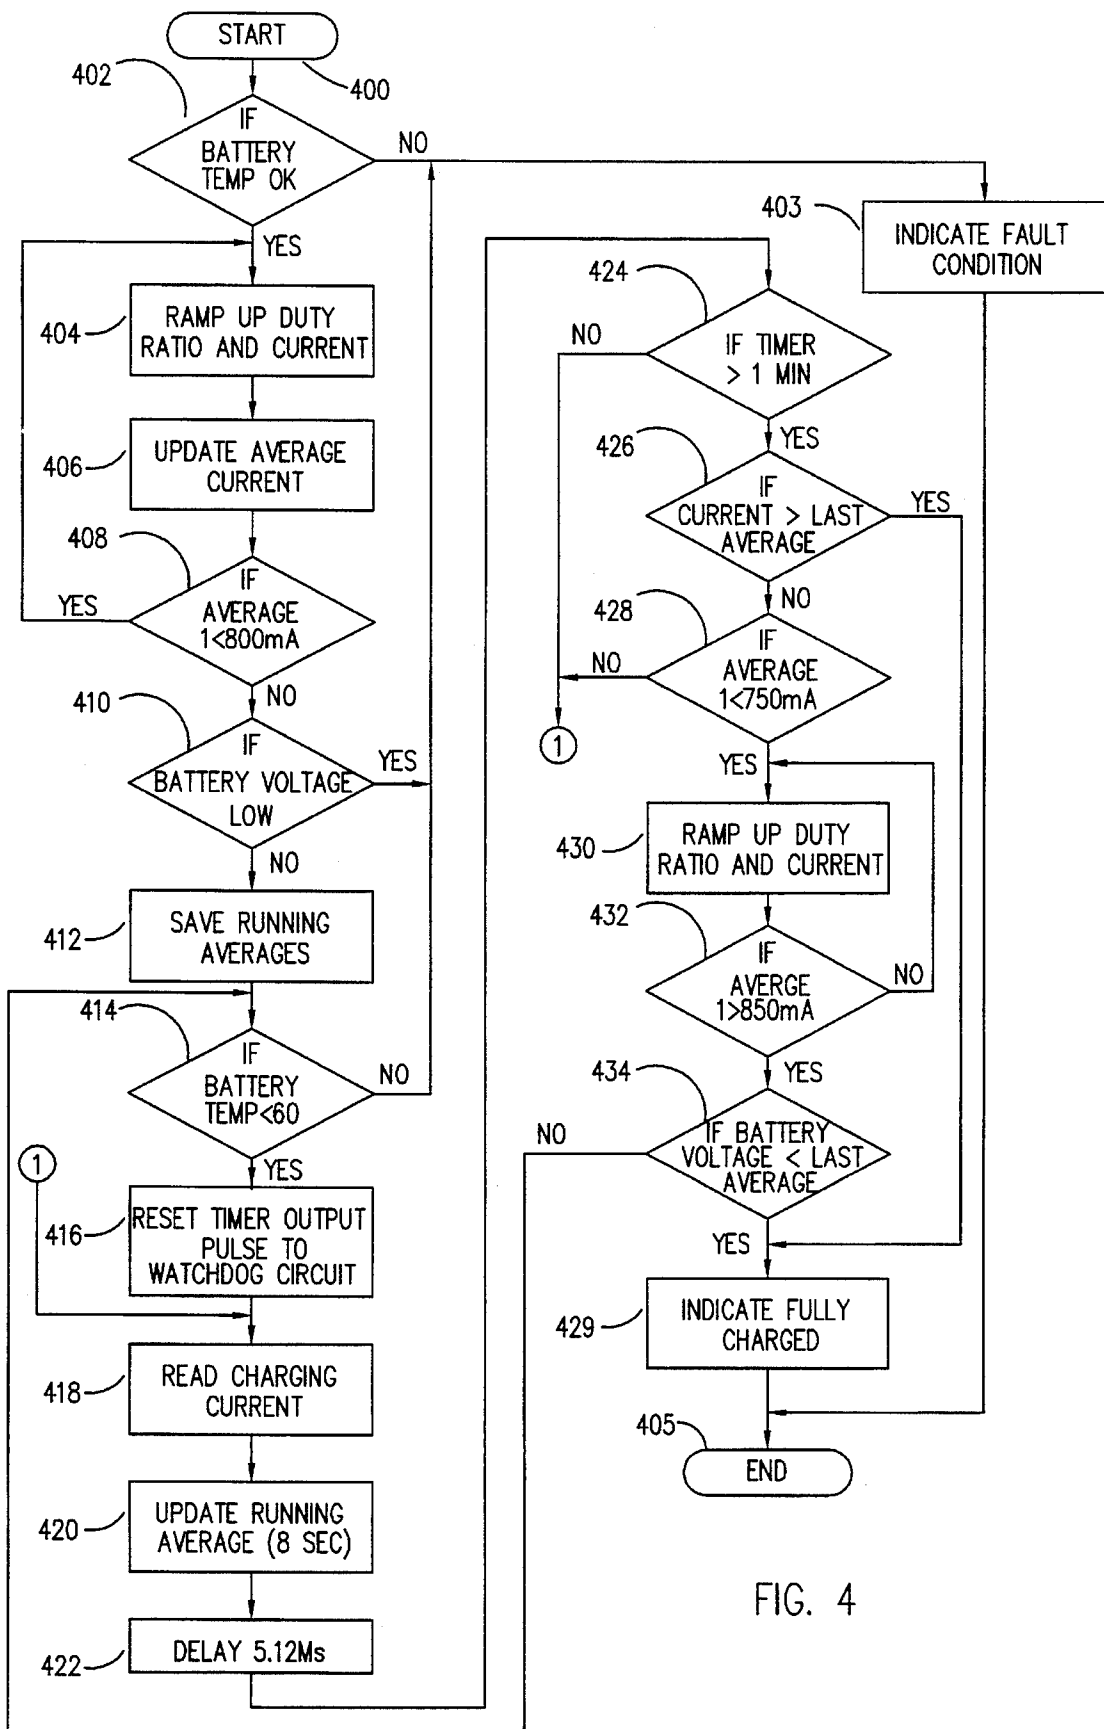 START
400
402
IF
BATTERY
TEMP OK
NO
YES
403
INDICATE FAULT
CONDITION
404
RAMP UP DUTY
RATIO AND CURRENT
406
UPDATE AVERAGE
CURRENT
408
IF
AVERAGE
1<800mA
YES
NO
410
IF
BATTERY VOLTAGE
LOW
YES
NO
412
SAVE RUNNING
AVERAGES
414
IF
BATTERY
TEMP<60
NO
YES
1
416
RESET TIMER OUTPUT
PULSE TO
WATCHDOG CIRCUIT
418
READ CHARGING
CURRENT
420
UPDATE RUNNING
AVERAGE (8 SEC)
422
DELAY 5.12Ms
424
IF TIMER
> 1 MIN
NO
YES
426
IF
CURRENT > LAST
AVERAGE
YES
NO
428
IF
AVERAGE
1<750mA
NO
1
YES
430
RAMP UP DUTY
RATIO AND CURRENT
432
IF
AVERGE
1>850mA
NO
YES
434
IF BATTERY
VOLTAGE < LAST
AVERAGE
NO
YES
429
INDICATE FULLY
CHARGED
405
END
FIG. 4